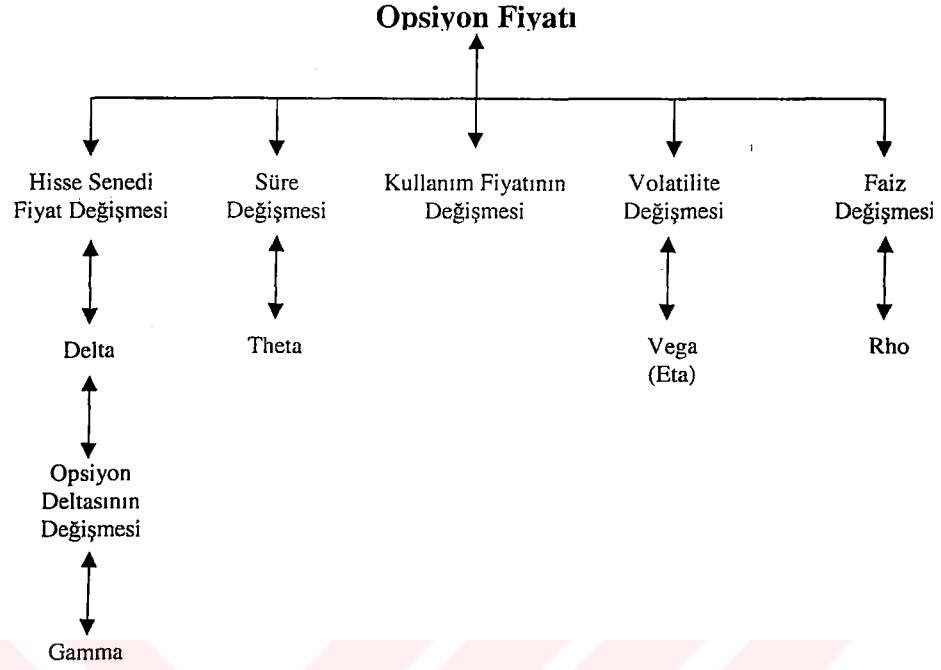 Opsiyon Fiyatı
Hisse Senedi
Fiyat Değişmesi
Süre
Değişmesi
Kullanım Fiyatının
Değişmesi
Volatilite
Değişmesi
Faiz
Değişmesi
Delta
Theta
Vega
(Eta)
Rho
Opsiyon
Deltasının
Değişmesi
Gamma